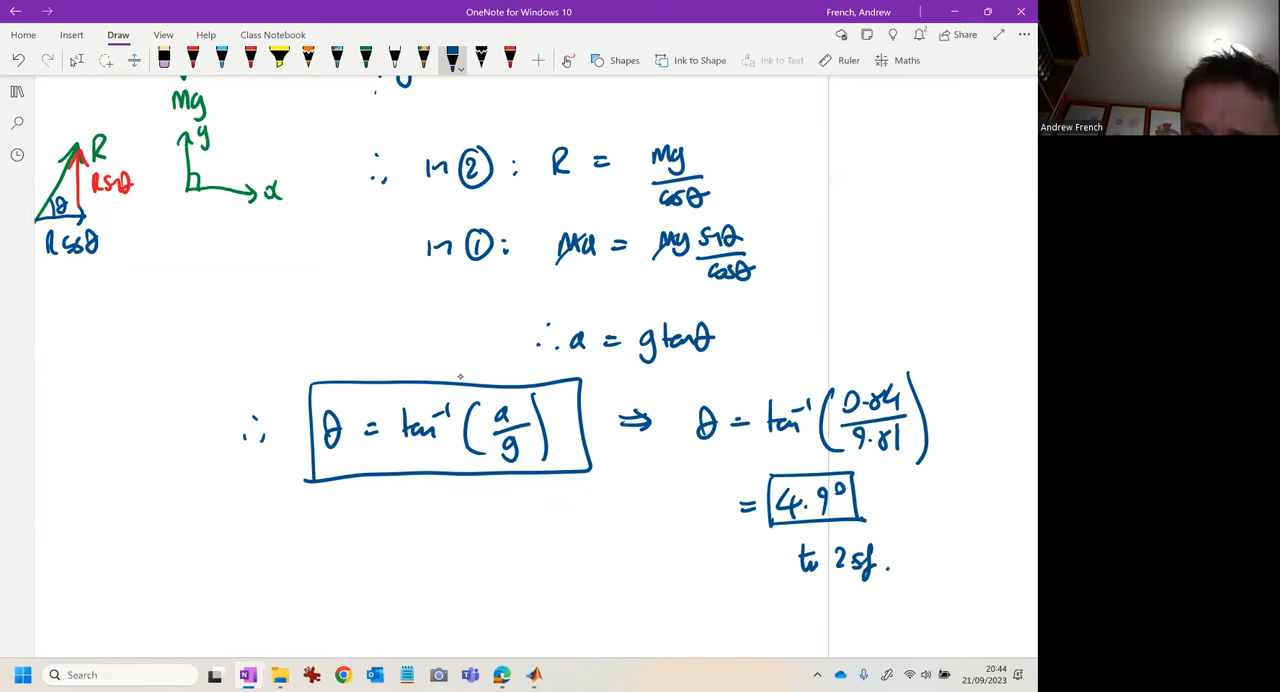 OneNote for Windows 10
French, Andrew
Home Insert Draw View Help Class Notebook
Share
Shapes Ink to Shape Ink to Text Ruler Maths
Andrew French
Mg
y
x
R
Rsinθ
θ
Rcosθ
∴ in ②: R = Mg/cosθ
in ①: Ma = Mg sinθ/cosθ
∴ a = g tanθ
∴ θ = tan⁻¹(a/g) ⇒ θ = tan⁻¹(0.84/9.81)
= 4.9°
to 2sf.
Search
20:44
21/09/2023